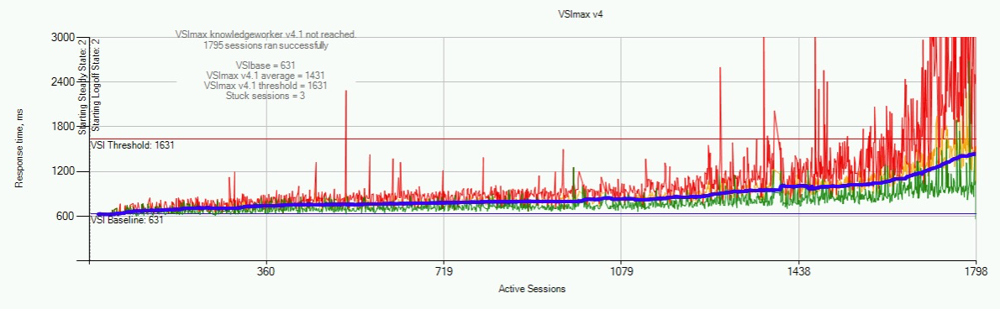 VSImax v4
VSImax knowledgeworker v4.1 not reached.
1795 sessions ran successfully
VSIbase = 631
VSImax v4.1 average = 1431
VSImax v4.1 threshold = 1631
Stuck sessions = 3
Starting Steady State: 2
Starting Logoff State: 2
Response time, ms
3000
2400
1800
VSI Threshold: 1631
1200
600
VSI Baseline: 631
360
719
1079
1438
1798
Active Sessions